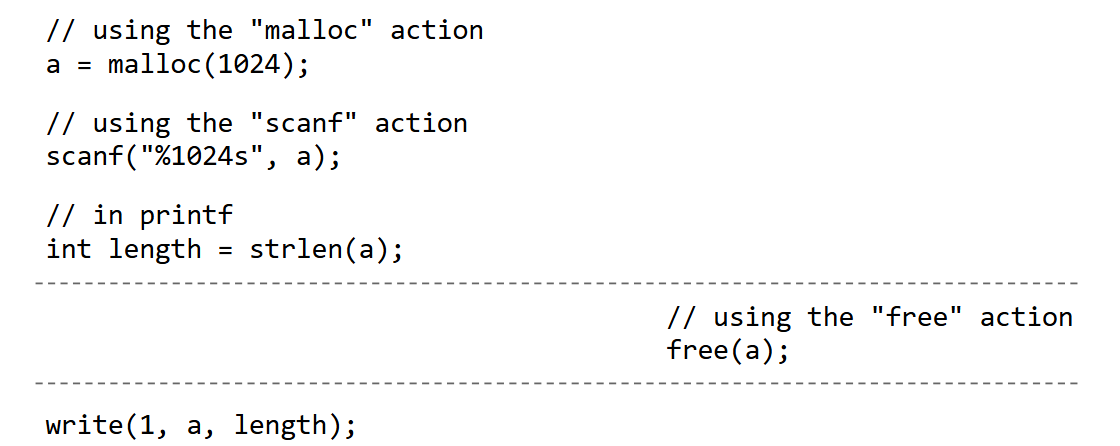 // using the "malloc" action
a = malloc(1024);
// using the "scanf" action
scanf("%1024s", a);
// in printf
int length = strlen(a);
// using the "free" action
free(a);
write(1, a, length);